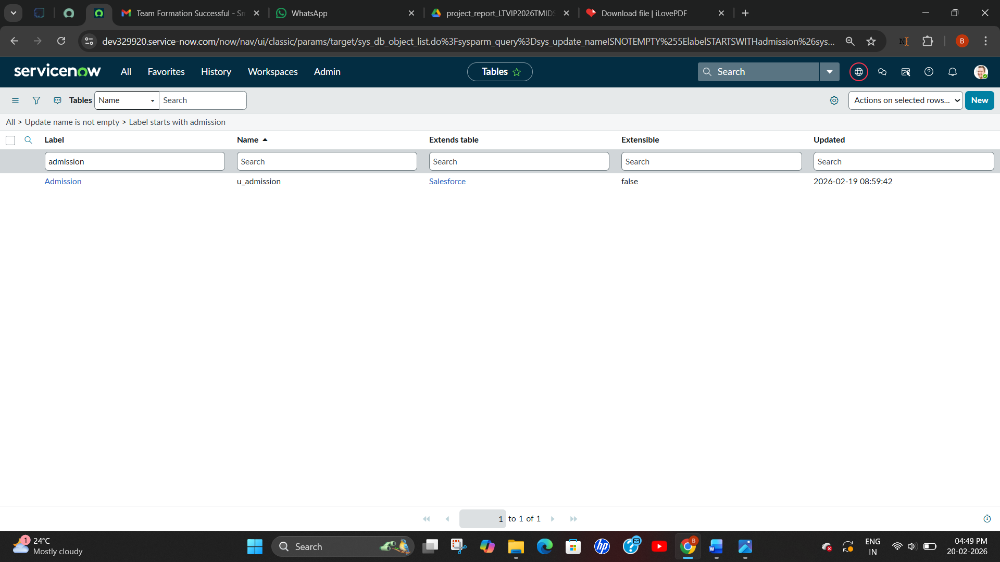 Team Formation Successful - Sm
WhatsApp
project_report_LTVIP2026TMIDS
Download file | iLovePDF
dev329920.service-now.com/now/nav/ui/classic/params/target/sys_db_object_list.do%3Fsysparm_query%3Dsys_update_nameISNOTEMPTY%255ElabelSTARTSWITHadmission%26sys...
B
servicenow
All
Favorites
History
Workspaces
Admin
Tables
Search
Tables
Name
Search
Actions on selected rows...
New
All > Update name is not empty > Label starts with admission
Label
Name
Extends table
Extensible
Updated
admission
Search
Search
Search
Search
Admission
u_admission
Salesforce
false
2026-02-19 08:59:42
1 to 1 of 1
1
24°C
Mostly cloudy
Search
hp
B
W
ENG
IN
04:49 PM
20-02-2026